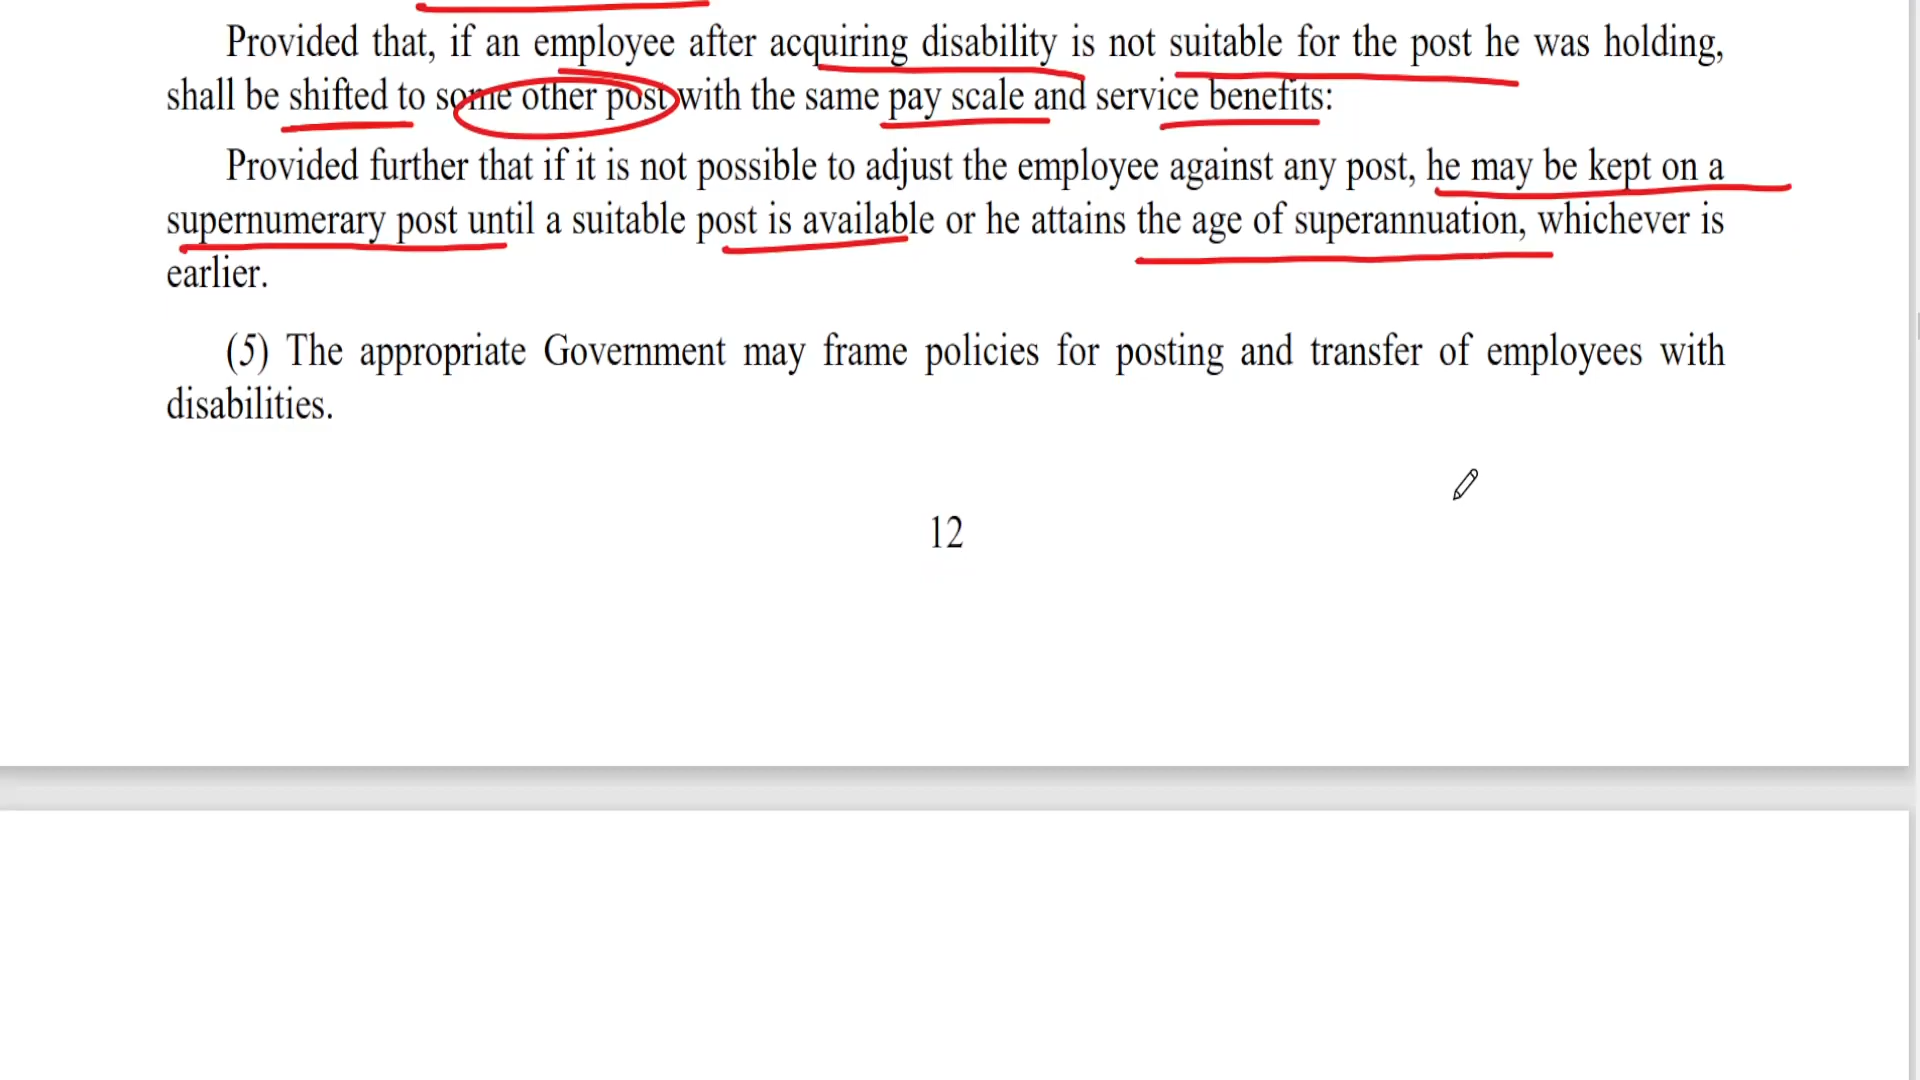 Provided that, if an employee after acquiring disability is not suitable for the post he was holding,
shall be shifted to some other post with the same pay scale and service benefits:
Provided further that if it is not possible to adjust the employee against any post, he may be kept on a
supernumerary post until a suitable post is available or he attains the age of superannuation, whichever is
earlier.
(5) The appropriate Government may frame policies for posting and transfer of employees with
disabilities.
12